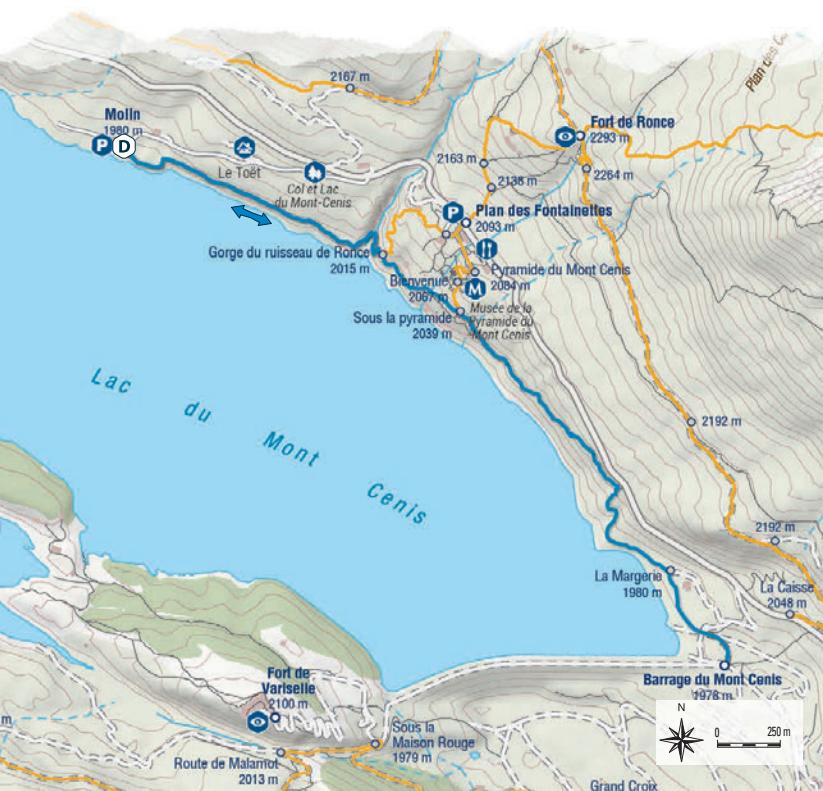 2167 m
Plan des
Molin
1980 m
P
D
Fort de Ronce
2293 m
2163 m
2138 m
2264 m
Le Toët
Col et Lac
du Mont-Cenis
P
Plan des Fontainettes
2093 m
Gorge du ruisseau de Ronce
2015 m
Bienvenue
2067 m
Pyramide du Mont Cenis
2084 m
M
Musée de la
Pyramide du
Mont Cenis
Sous la pyramide
2039 m
Lac du Mont Cenis
2192 m
2192 m
La Margerie
1980 m
La Caisse
2048 m
Barrage du Mont Cenis
1978 m
Fort de
Variselle
2100 m
m
Sous la
Maison Rouge
1979 m
Route de Malamot
2013 m
N
0 250 m
Grand Croix